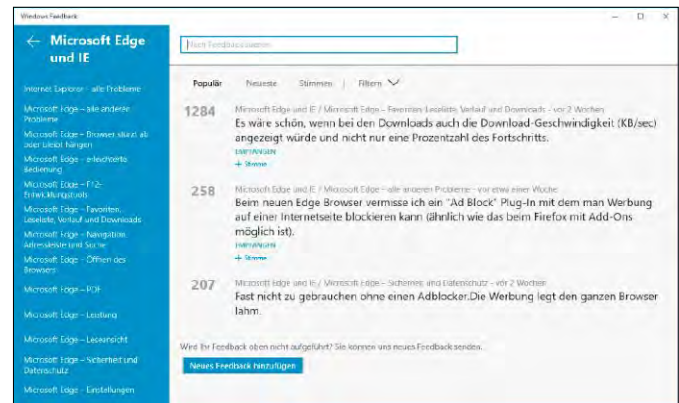 Windows Feedback
Microsoft Edge
und IE
Internet Explorer – alle Probleme
Microsoft Edge – alle anderen
Probleme
Microsoft Edge – Browser stürzt ab
oder bleibt hängen
Microsoft Edge – erleichterte
Bedienung
Microsoft Edge – F12-
Entwicklungstools
Microsoft Edge – Favoriten,
Leseliste, Verlauf und Downloads
Microsoft Edge – Navigation,
Adressleiste und Suche
Microsoft Edge – Öffnen des
Browsers
Microsoft Edge – PDF
Microsoft Edge – Leistung
Microsoft Edge – Leseansicht
Microsoft Edge – Sicherheit und
Datenschutz
Microsoft Edge – Einstellungen
Nach Feedback suchen
Populär Neueste Stimmen | Filtern
1284
Microsoft Edge und IE / Microsoft Edge – Favoriten, Leseliste, Verlauf und Downloads - vor 2 Wochen
Es wäre schön, wenn bei den Downloads auch die Download-Geschwindigkeit (KB/sec)
angezeigt würde und nicht nur eine Prozentzahl des Fortschritts.
EMPFANGEN
+ Stimme
258
Microsoft Edge und IE / Microsoft Edge – alle anderen Probleme - vor etwa einer Woche
Beim neuen Edge Browser vermisse ich ein "Ad Block" Plug-In mit dem man Werbung
auf einer Internetseite blockieren kann (ähnlich wie das beim Firefox mit Add-Ons
möglich ist).
EMPFANGEN
+ Stimme
207
Microsoft Edge und IE / Microsoft Edge – Sicherheit und Datenschutz - vor 2 Wochen
Fast nicht zu gebrauchen ohne einen Adblocker.Die Werbung legt den ganzen Browser
lahm.
Wird Ihr Feedback oben nicht aufgeführt? Sie können uns neues Feedback senden.
Neues Feedback hinzufügen